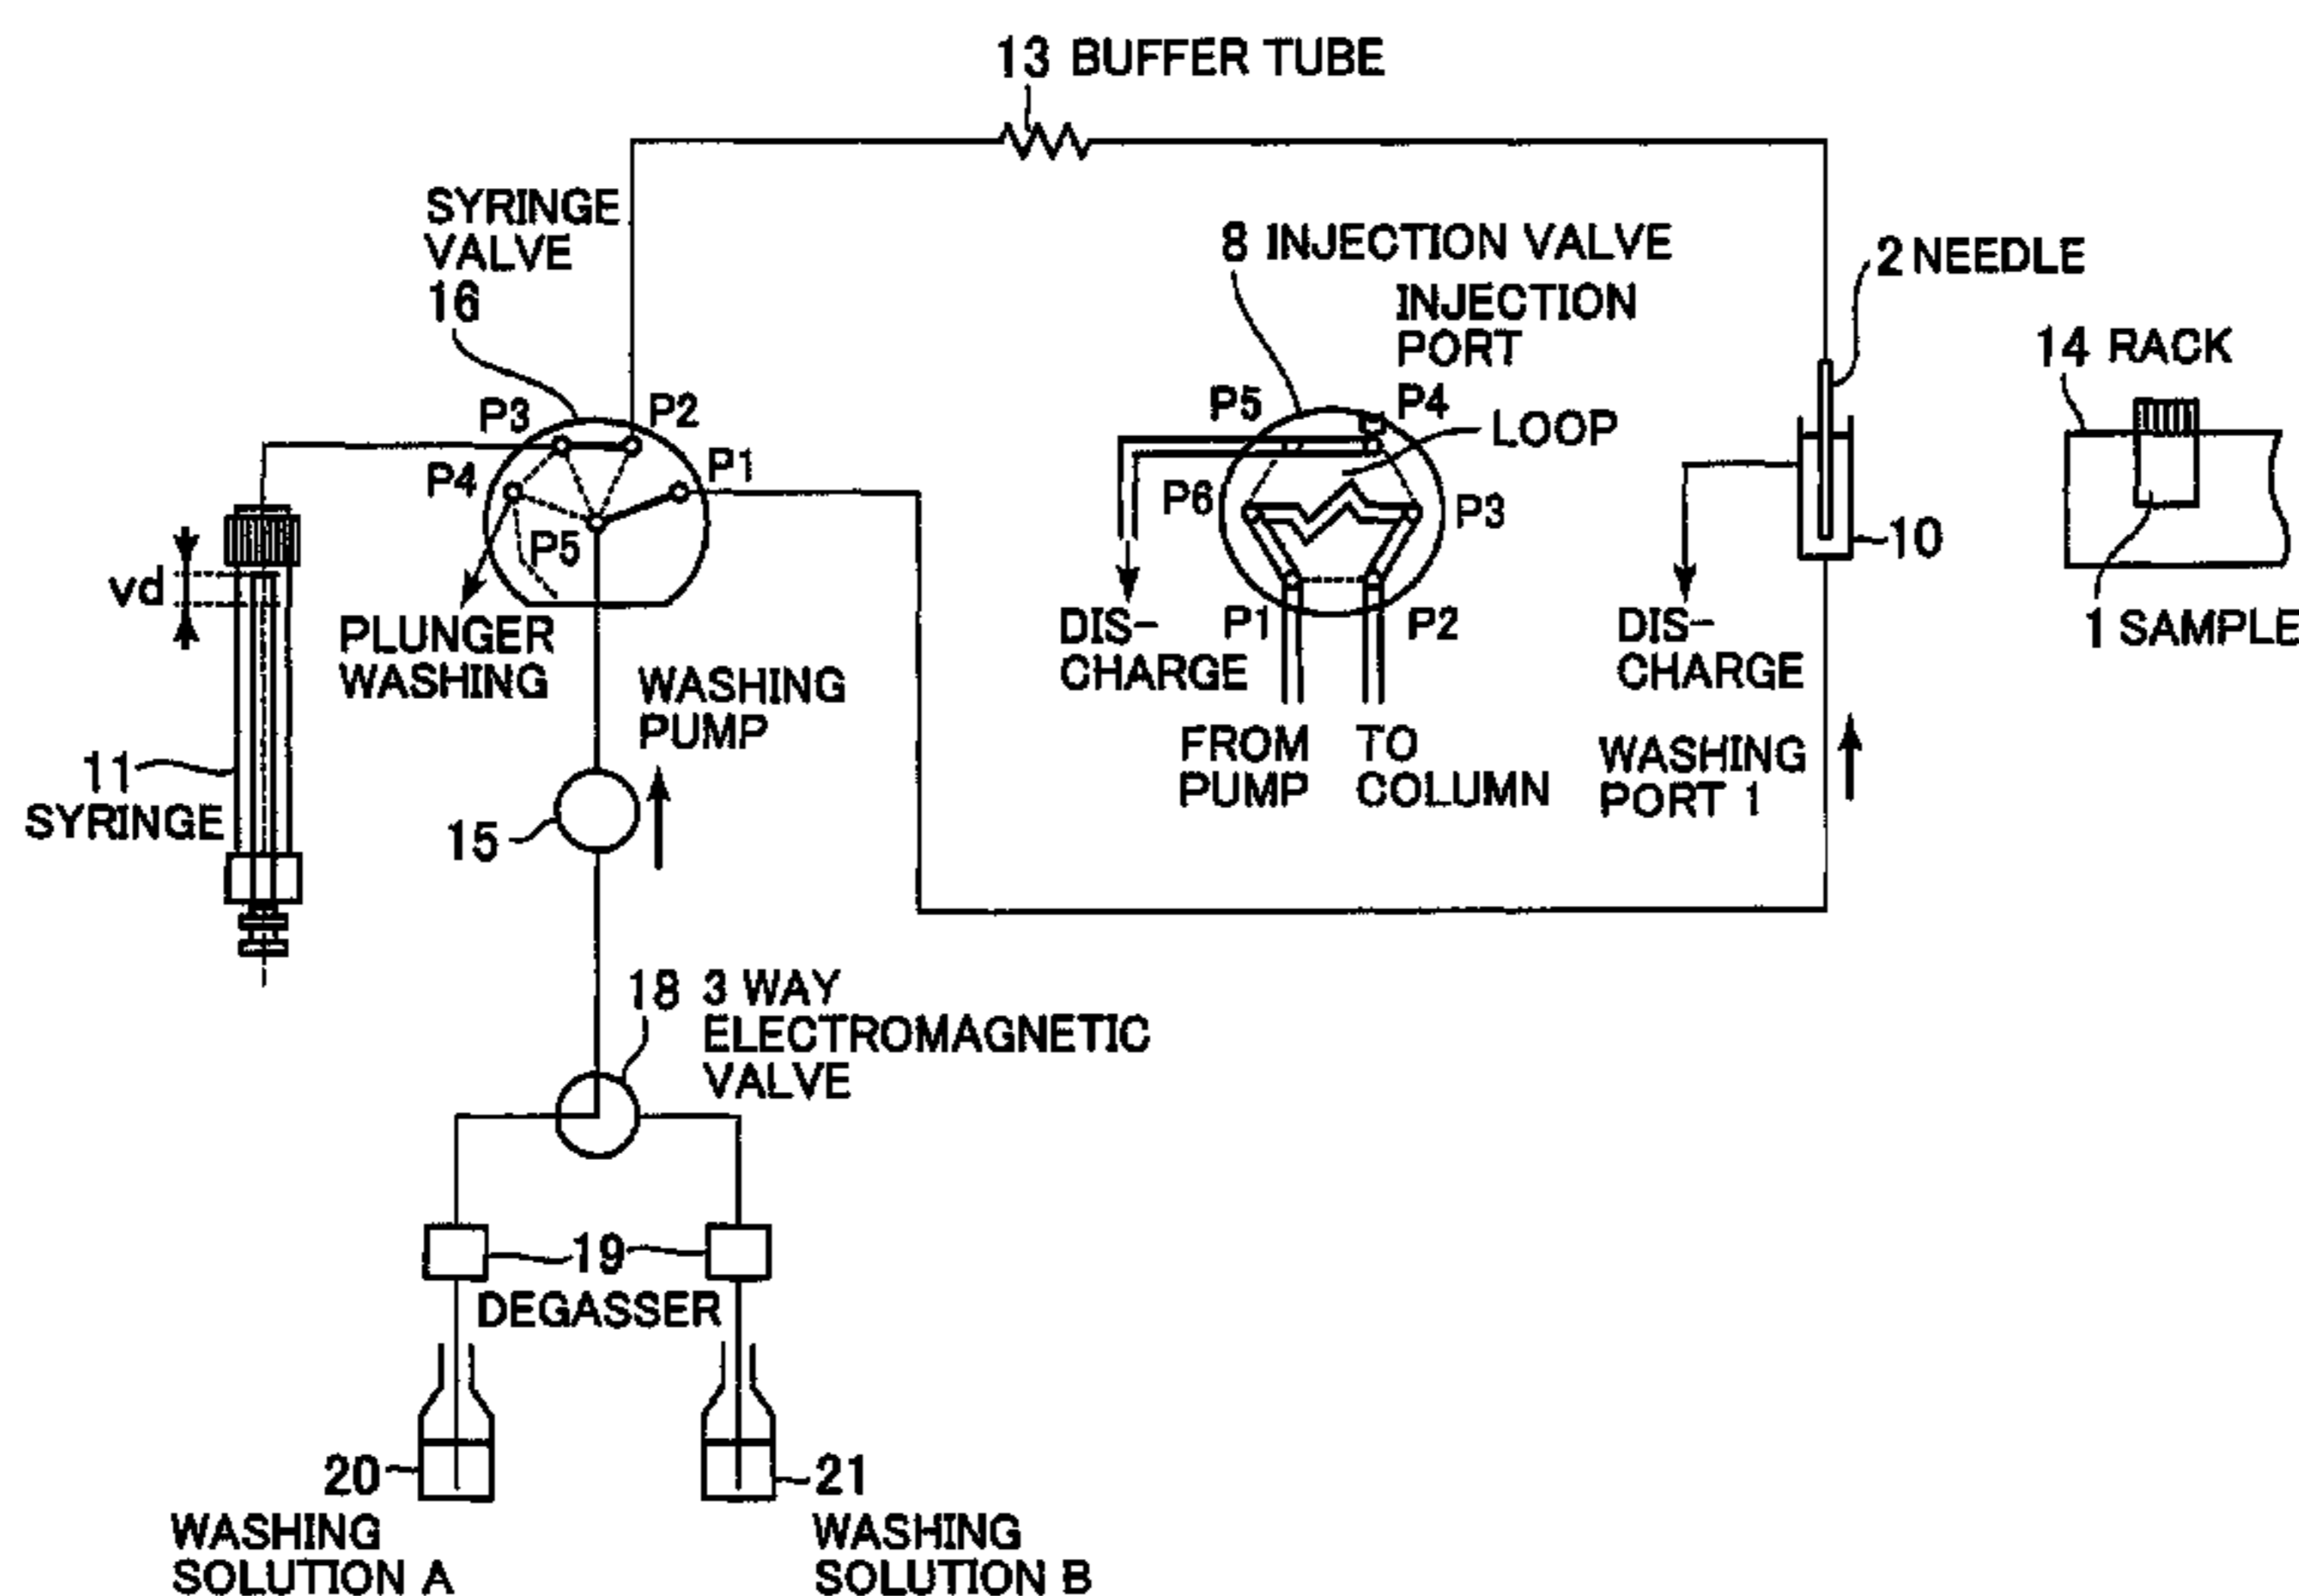 13 BUFFER TUBE
SYRINGE
VALVE
16
8 INJECTION VALVE
INJECTION
PORT
2 NEEDLE
14 RACK
P3
P2
P5
P4
LOOP
P4
P1
P6
P3
P5
10
vd
PLUNGER
WASHING
DIS-
CHARGE
P1
P2
DIS-
CHARGE
1 SAMPLE
WASHING
PUMP
FROM
PUMP
TO
COLUMN
WASHING
PORT 1
11
SYRINGE
15
18 3 WAY
ELECTROMAGNETIC
VALVE
19
DEGASSER
20
21
WASHING
SOLUTION A
WASHING
SOLUTION B